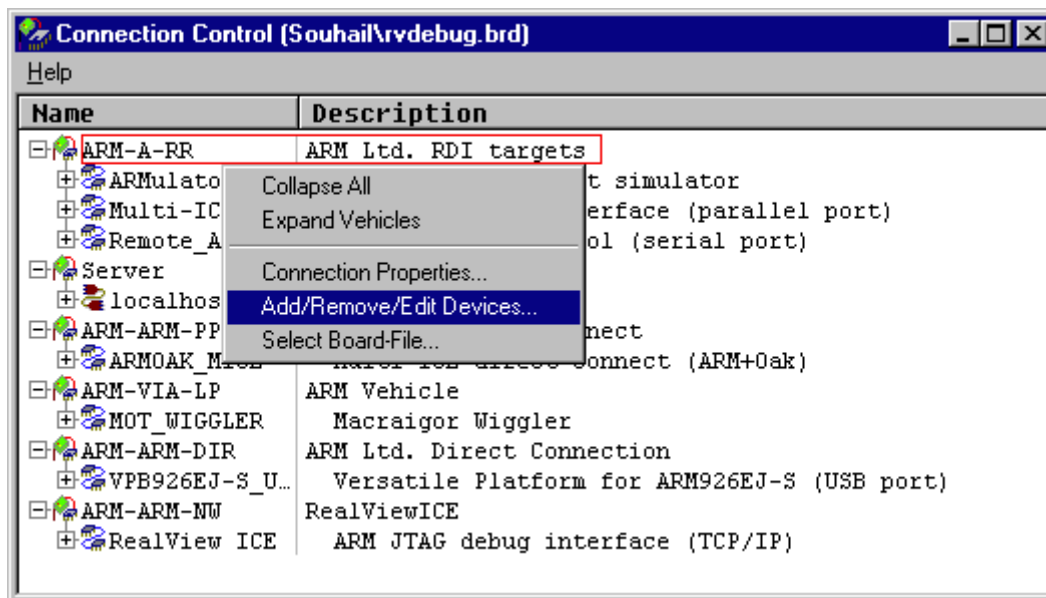 Connection Control (Souhail\rvdebug.brd)
Help
Name Description
ARM-A-RR ARM Ltd. RDI targets
ARMulato t simulator
Multi-IC erface (parallel port)
Remote_A ol (serial port)
Server
localhos
ARM-ARM-PP nect
ARMOAK_M onnect (ARM+Oak)
ARM-VIA-LP ARM Vehicle
MOT_WIGGLER Macraigor Wiggler
ARM-ARM-DIR ARM Ltd. Direct Connection
VPB926EJ-S_U… Versatile Platform for ARM926EJ-S (USB port)
ARM-ARM-NW RealViewICE
RealView ICE ARM JTAG debug interface (TCP/IP)
Collapse All
Expand Vehicles
Connection Properties...
Add/Remove/Edit Devices...
Select Board-File...